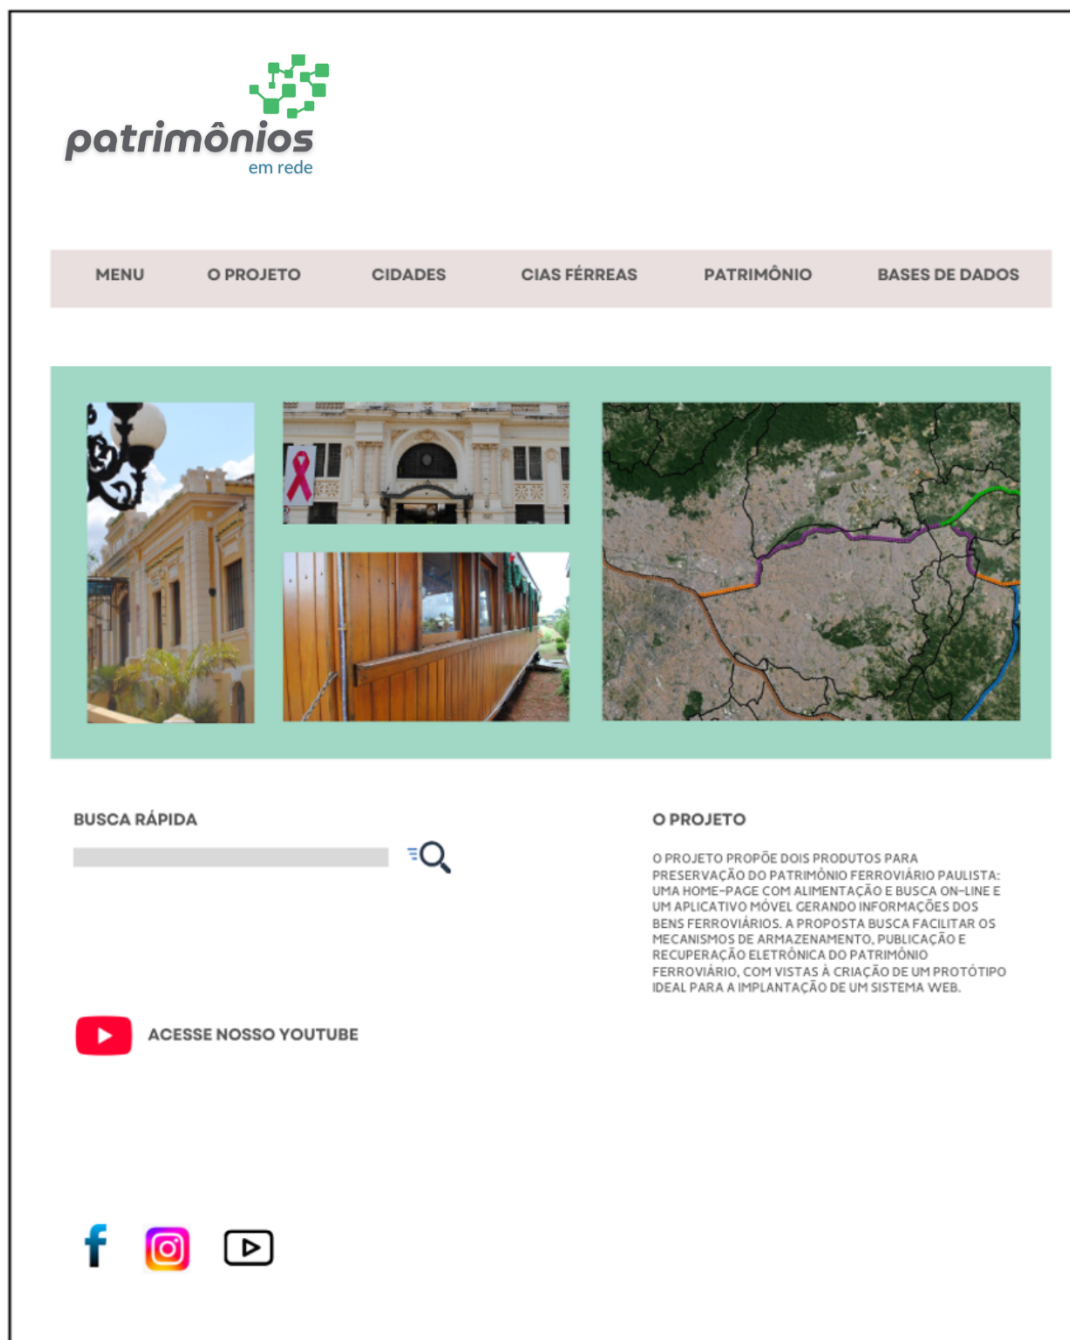 patrimônios
em rede
MENU O PROJETO CIDADES CIAS FÉRREAS PATRIMÔNIO BASES DE DADOS
BUSCA RÁPIDA
O PROJETO
O PROJETO PROPÕE DOIS PRODUTOS PARA
PRESERVAÇÃO DO PATRIMÔNIO FERROVIÁRIO PAULISTA:
UMA HOME-PAGE COM ALIMENTAÇÃO E BUSCA ON-LINE E
UM APLICATIVO MÓVEL GERANDO INFORMAÇÕES DOS
BENS FERROVIÁRIOS. A PROPOSTA BUSCA FACILITAR OS
MECANISMOS DE ARMAZENAMENTO, PUBLICAÇÃO E
RECUPERAÇÃO ELETRÔNICA DO PATRIMÔNIO
FERROVIÁRIO, COM VISTAS À CRIAÇÃO DE UM PROTÓTIPO
IDEAL PARA A IMPLANTAÇÃO DE UM SISTEMA WEB.
ACESSE NOSSO YOUTUBE